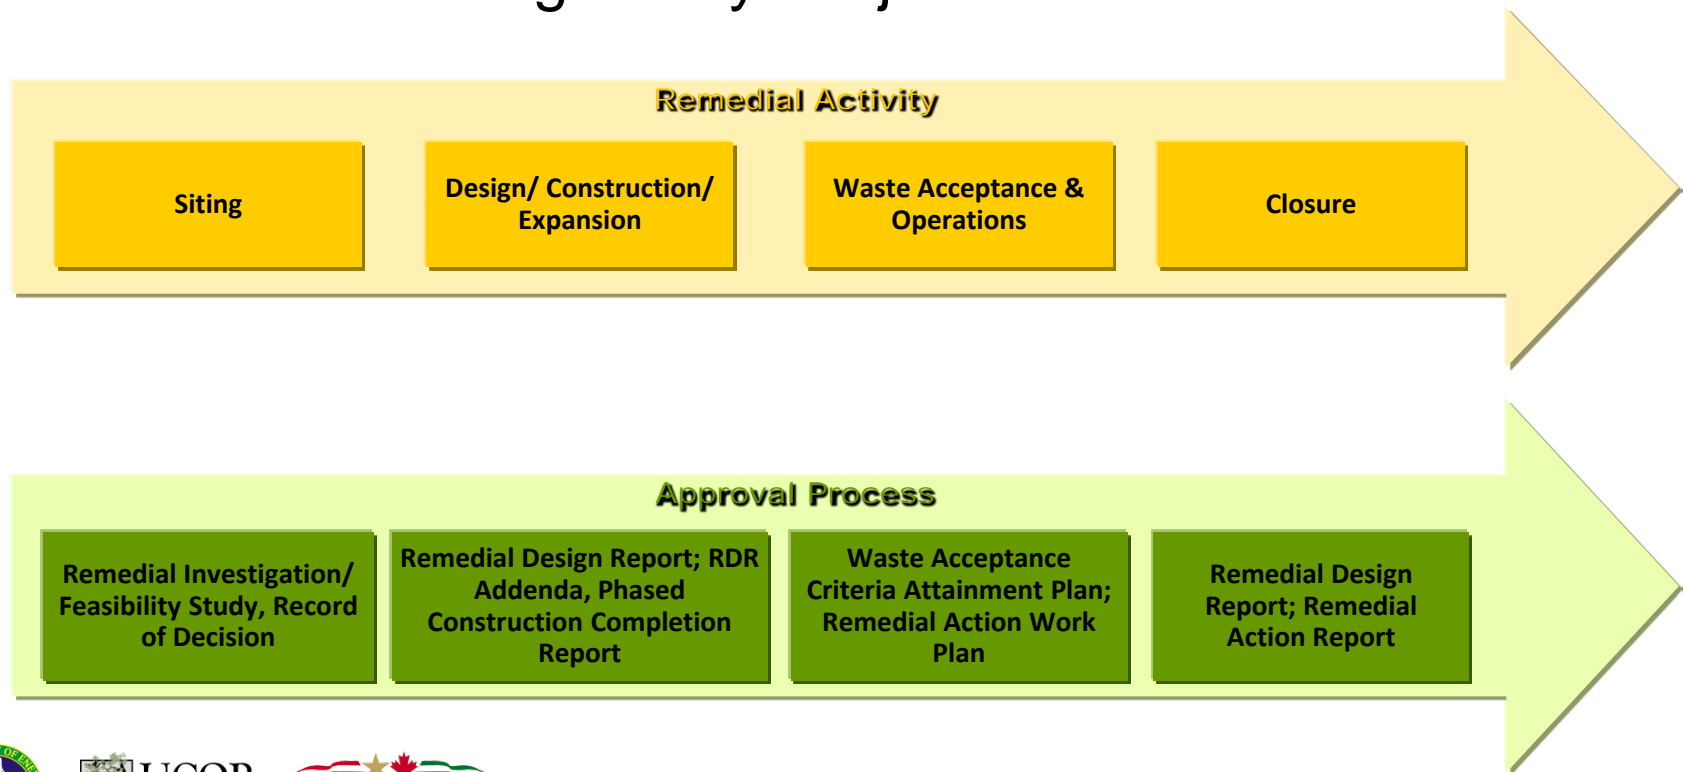 Remedial Activity
Siting
Design/ Construction/
Expansion
Waste Acceptance &
Operations
Closure
Approval Process
Remedial Investigation/
Feasibility Study, Record
of Decision
Remedial Design Report; RDR
Addenda, Phased
Construction Completion
Report
Waste Acceptance
Criteria Attainment Plan;
Remedial Action Work
Plan
Remedial Design
Report; Remedial
Action Report
OF
UCOR